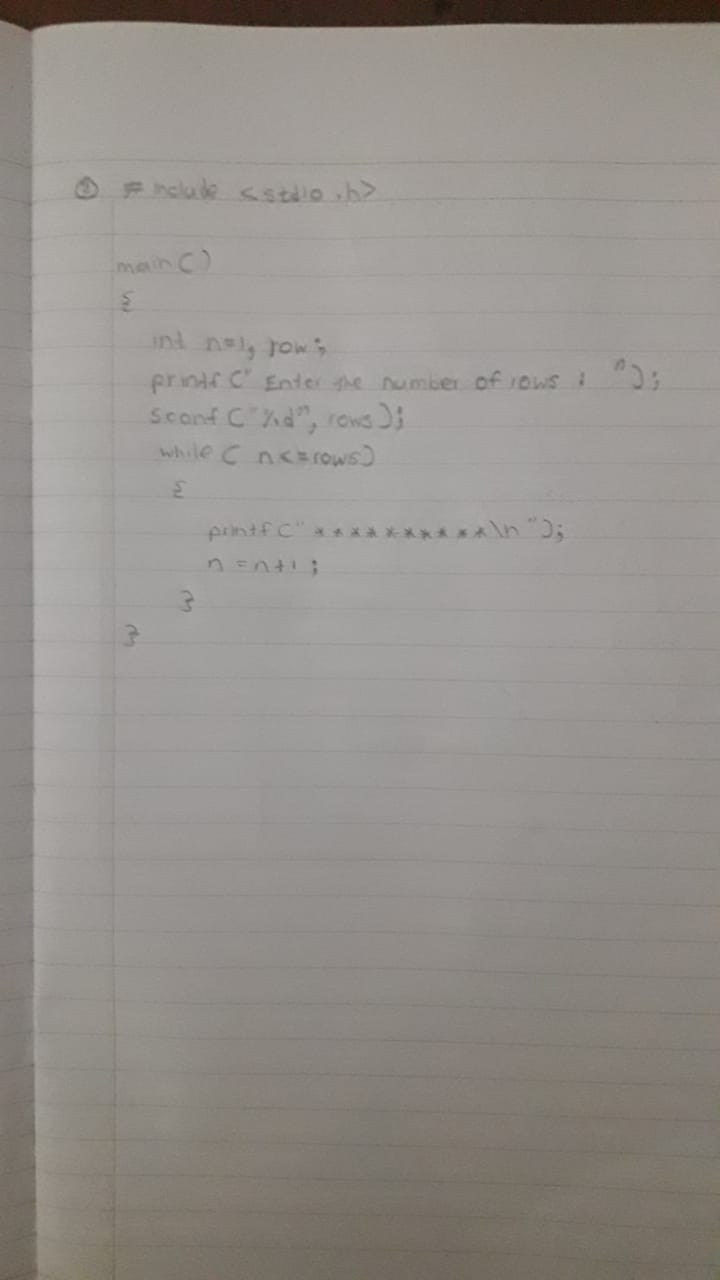 ① #include <stdio.h>
main()
{
int n=1, row;
printf (" Enter the number of rows : ");
scanf ("%d", rows);
while ( n<=rows)
{
printf ("**********\n");
n = n+1;
}
}